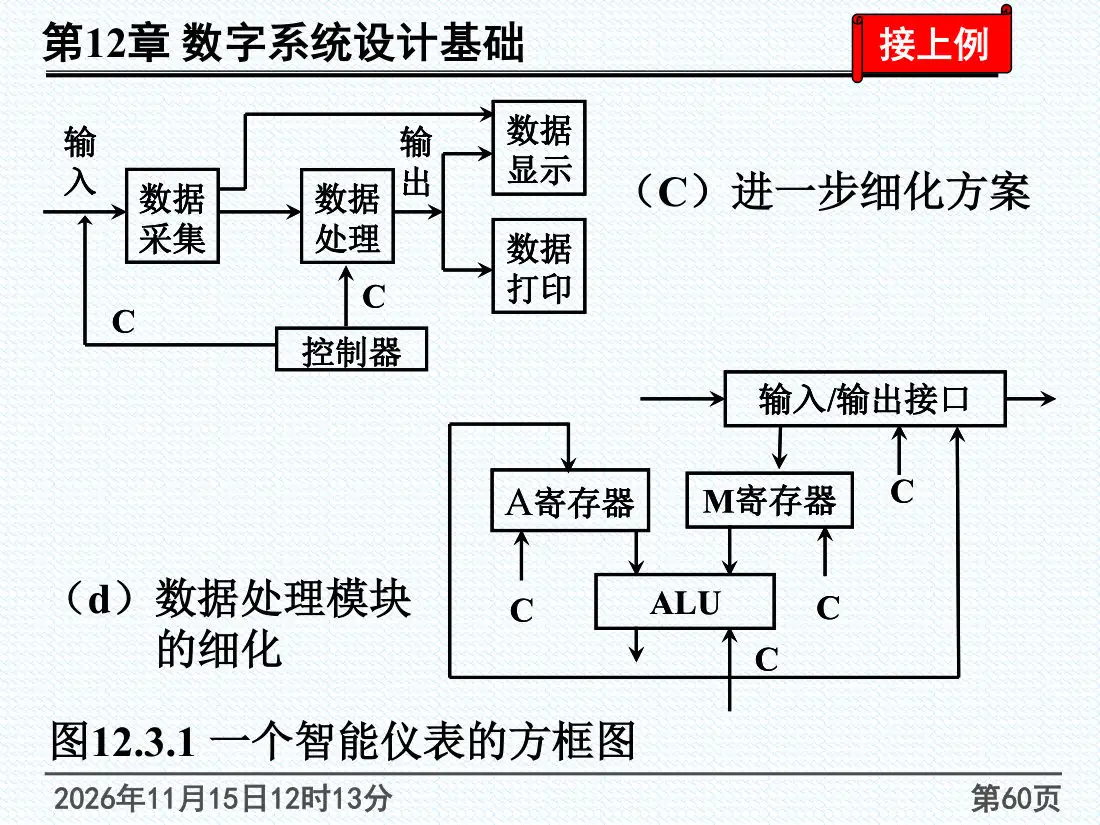 第12章 数字系统设计基础
接上例
输
入
输
出
数据
采集
数据
处理
数据
显示
数据
打印
C
C
控制器
（C）进一步细化方案
输入/输出接口
A寄存器
M寄存器
C
C
ALU
C
C
（d）数据处理模块
的细化
图12.3.1 一个智能仪表的方框图
2026年11月15日12时13分
第60页